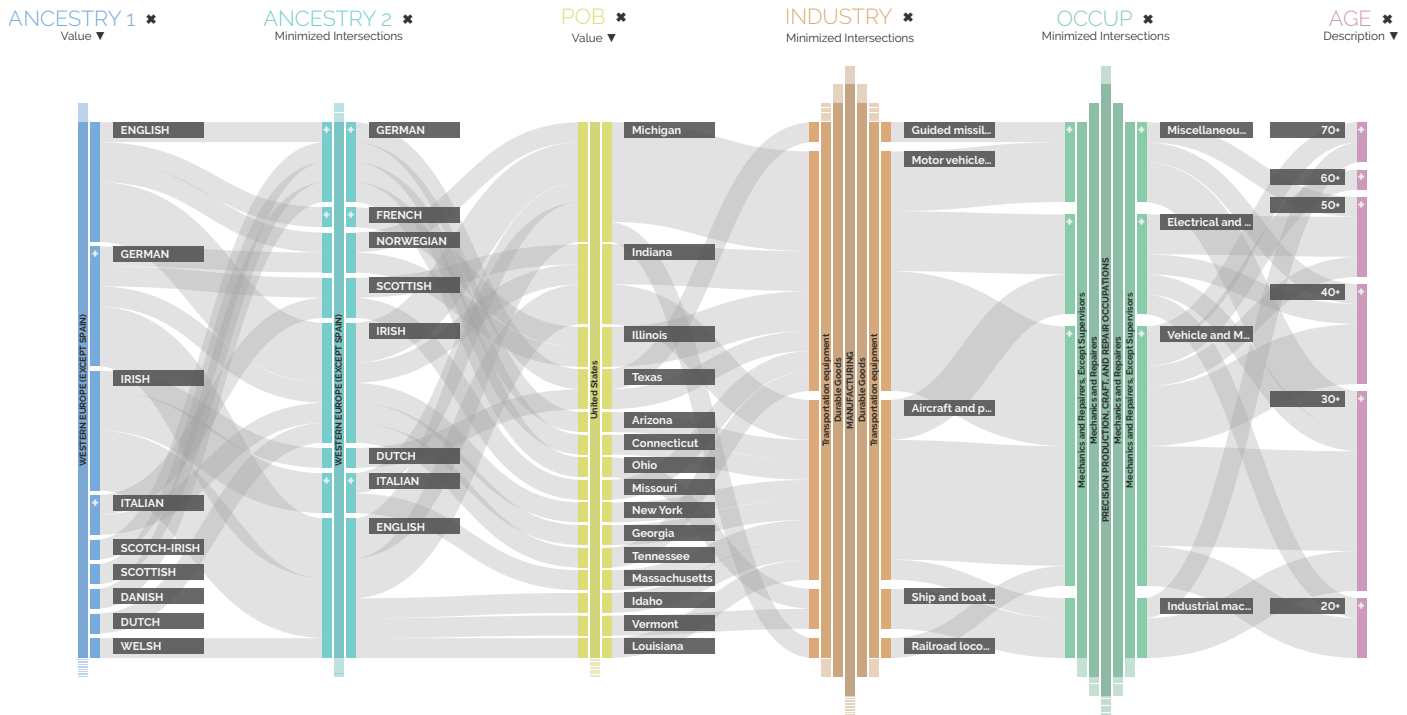 ANCESTRY 1 ✖
Value ▼
ANCESTRY 2 ✖
Minimized Intersections
POB ✖
Value ▼
INDUSTRY ✖
Minimized Intersections
OCCUP ✖
Minimized Intersections
AGE ✖
Description ▼
WESTERN EUROPE (EXCEPT SPAIN)
ENGLISH
GERMAN
IRISH
ITALIAN
SCOTCH-IRISH
SCOTTISH
DANISH
DUTCH
WELSH
WESTERN EUROPE (EXCEPT SPAIN)
GERMAN
FRENCH
NORWEGIAN
SCOTTISH
IRISH
DUTCH
ITALIAN
ENGLISH
United States
Michigan
Indiana
Illinois
Texas
Arizona
Connecticut
Ohio
Missouri
New York
Georgia
Tennessee
Massachusetts
Idaho
Vermont
Louisiana
Transportation equipment
Durable Goods
MANUFACTURING
Durable Goods
Transportation equipment
Guided missil...
Motor vehicle...
Aircraft and p...
Ship and boat ...
Railroad loco...
Mechanics and Repairers, Except Supervisors
Mechanics and Repairers
PRECISION PRODUCTION, CRAFT, AND REPAIR OCCUPATIONS
Mechanics and Repairers
Mechanics and Repairers, Except Supervisors
Miscellaneou...
Electrical and ...
Vehicle and M...
Industrial mac...
70+
60+
50+
40+
30+
20+